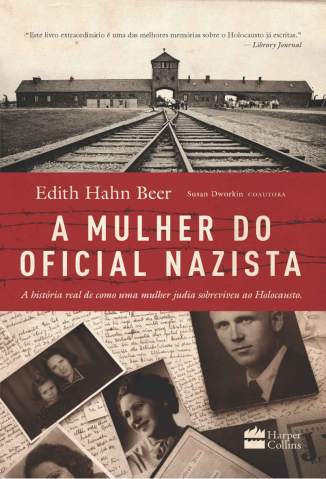 “Este livro extraordinário é uma das melhores memórias sobre o Holocausto já escritas.”
— Library Journal
Edith Hahn Beer Susan Dworkin COAUTORA
A MULHER DO
OFICIAL NAZISTA
A história real de como uma mulher judia sobreviveu ao Holocausto.
Harper
Collins